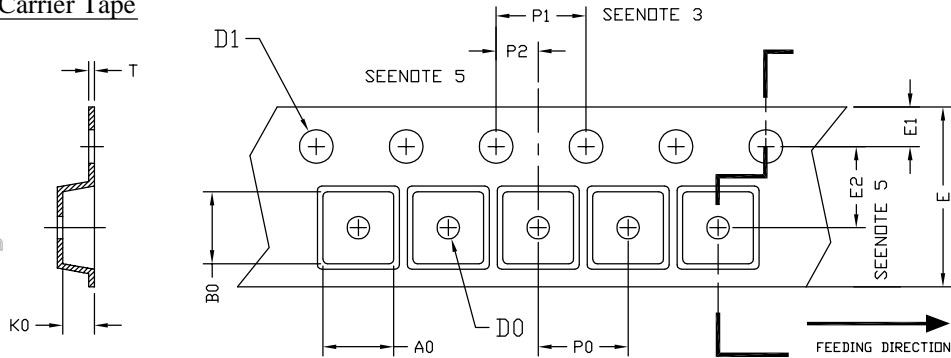 Carrier Tape
P1
SEENOTE 3
D1
P2
T
SEENOTE 5
E1
E2
E
SEENOTE 5
B0
K0
A0
D0
P0
FEEDING DIRECTION